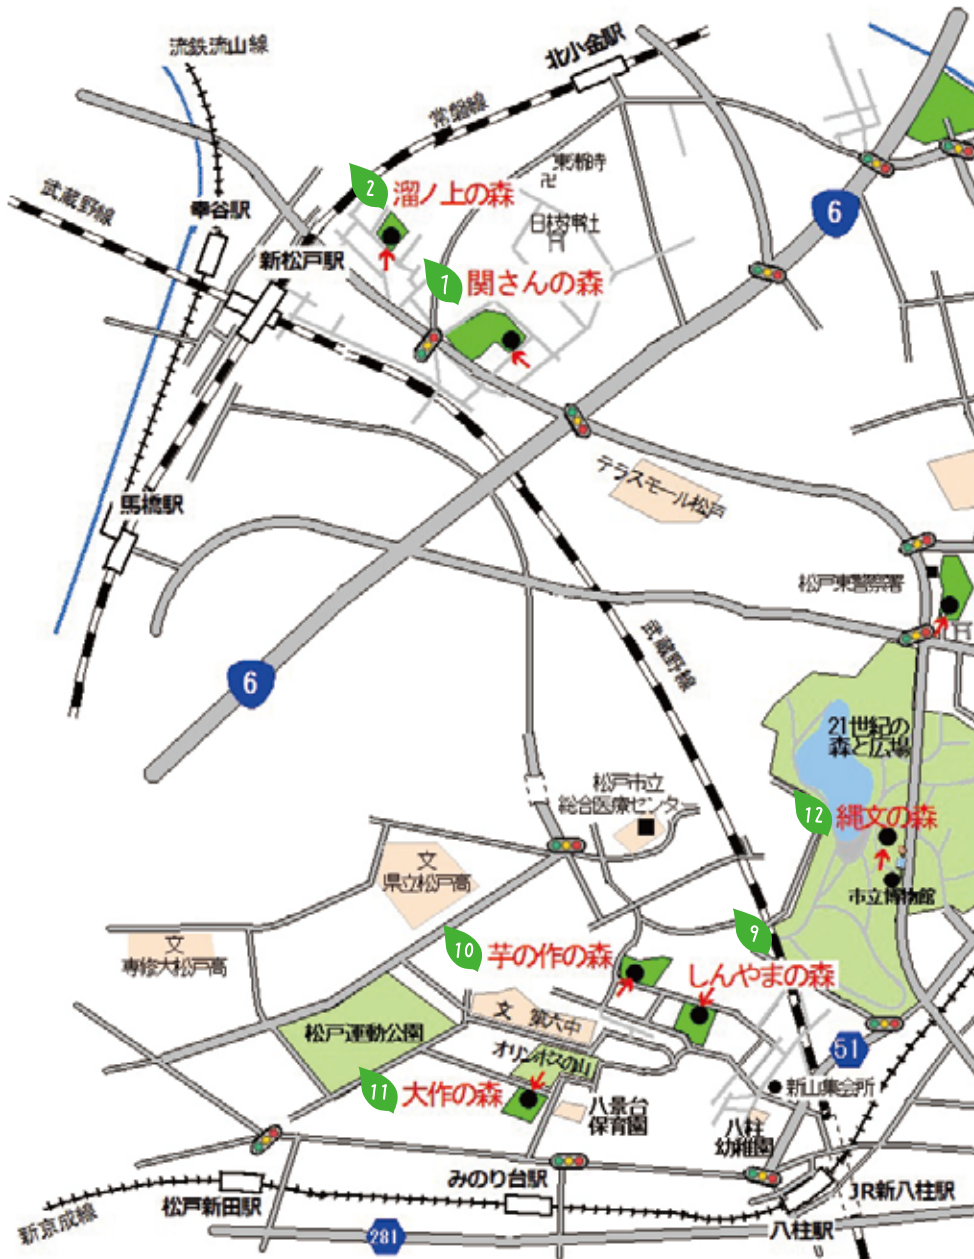 流鉄流山線
北小金駅
常盤線
武蔵野線
幸谷駅
2
溜ノ上の森
東漸寺
日枝神社
6
新松戸駅
1
関さんの森
馬橋駅
テラスモール松戸
松戸東警察署
武蔵野線
6
21世紀の
森と広場
松戸市立
総合医療センター
12
縄文の森
市立博物館
文
県立松戸高
文
専修大松戸高
10
芋の作の森
9
しんやまの森
文 第六中
松戸運動公園
オリンポスの山
51
11
大作の森
八景台
保育園
新山集会所
八柱
幼稚園
みのり台駅
松戸新田駅
JR新八柱駅
八柱駅
新京成線
281